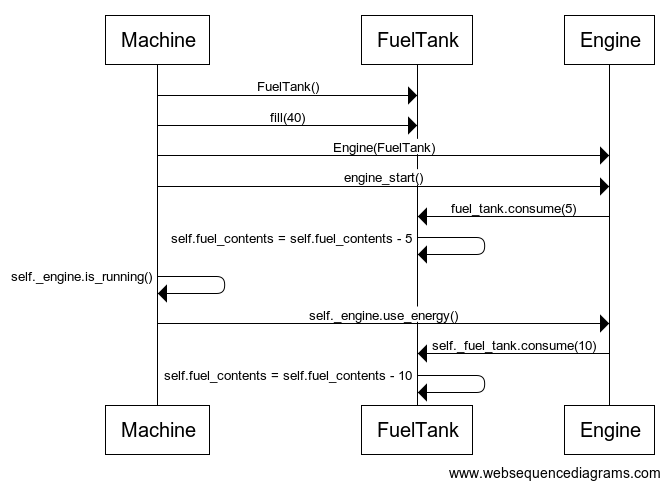 Machine FuelTank Engine
FuelTank()
fill(40)
Engine(FuelTank)
engine_start()
fuel_tank.consume(5)
self.fuel_contents = self.fuel_contents - 5
self._engine.is_running()
self._engine.use_energy()
self._fuel_tank.consume(10)
self.fuel_contents = self.fuel_contents - 10
Machine FuelTank Engine
www.websequencediagrams.com